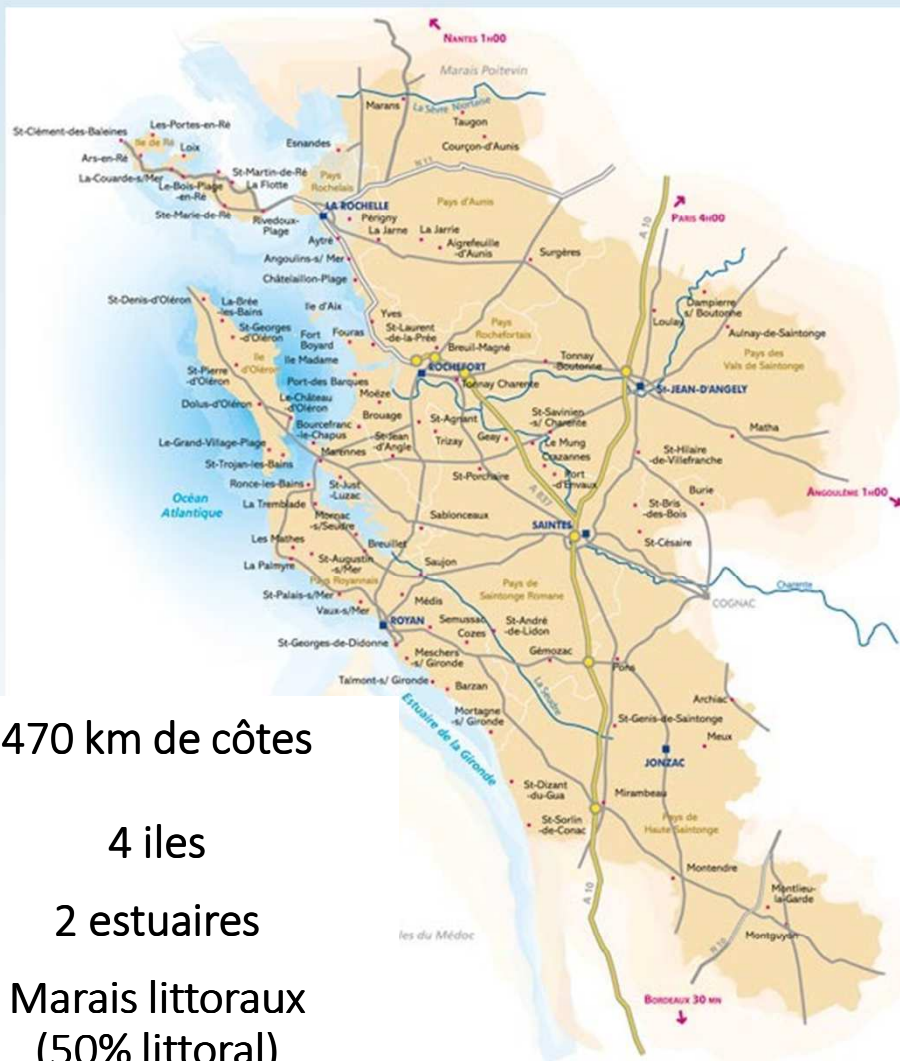 NANTES 1H00
Marais Poitevin
Marans
La Sèvre Niortaise
Taugon
Courçon-d'Aunis
St-Clément-des-Baleines
Les-Portes-en-Ré
Ile de Ré
Loix
Ars-en-Ré
Esnandes
N 11
La-Couarde-s/Mer
Le-Bois-Plage
-en-Ré
St-Martin-de-Ré
La Flotte
Pays
Rochelais
Ste-Marie-de-Ré
Rivedoux-
Plage
LA ROCHELLE
Pays d'Aunis
A 10
PARIS 4H00
Périgny
La Jarne
La Jarrie
Aytré
Aigrefeuille
-d'Aunis
Surgères
Angoulins-s/ Mer
Châtelaillon-Plage
St-Denis-d'Oléron
La-Brée
-les-Bains
Ile d'Aix
Yves
Dampierre
s/ Boutonne
Loulay
St-Georges
d'Oléron
Fort
Boyard
Fouras
St-Laurent
-de-la-Prée
Pays
Rochefortais
Aulnay-de-Saintonge
Breuil-Magné
Pays des
Vals de Saintonge
Ile
d'Oléron
Ile Madame
ROCHEFORT
Tonnay
Boutonne
St-Pierre
-d'Oléron
Port-des Barques
Tonnay Charente
ST-JEAN-D'ANGELY
Dolus-d'Oléron
Le-Château
-d'Oléron
Moëze
Brouage
St-Agnant
St-Savinien
-s/ Charente
Matha
Bourcefranc
-le-Chapus
St-Jean
-d'Angle
Trizay
Geay
Le Mung
Le-Grand-Village-Plage
Marennes
Crazannes
St-Hilaire
-de-Villefranche
St-Trojan-les-Bains
St-Porchaire
Port
-d'Envaux
Ronce-les-Bains
St-Just
-Luzac
A 837
Burie
ANGOULÊME 1H00
Océan
Atlantique
La Tremblade
St-Bris
-des-Bois
Mornac
-s/Seudre
Sablonceaux
SAINTES
Les Mathes
Breuillet
St-Césaire
La Palmyre
St-Augustin
-s/Mer
Saujon
Pays Royannais
Pays de
Saintonge Romane
Charente
St-Palais-s/Mer
Médis
COGNAC
Vaux-s/Mer
ROYAN
Semussac
St-André
-de-Lidon
Cozes
St-Georges-de-Didonne
Meschers
-s/ Gironde
Gémozac
Pons
Talmont-s/ Gironde
Barzan
La Seudre
Archiac
Estuaire de la Gironde
Mortagne
-s/ Gironde
St-Genis-de-Saintonge
Meux
470 km de côtes
JONZAC
St-Dizant
-du-Gua
Mirambeau
4 iles
St-Sorlin
-de-Conac
Pays de
Haute Saintonge
Montendre
A 10
Montlieu-
la-Garde
2 estuaires
les du Médoc
N 10
Montguyon
Marais littoraux
BORDEAUX 30 MN
(50% littoral)